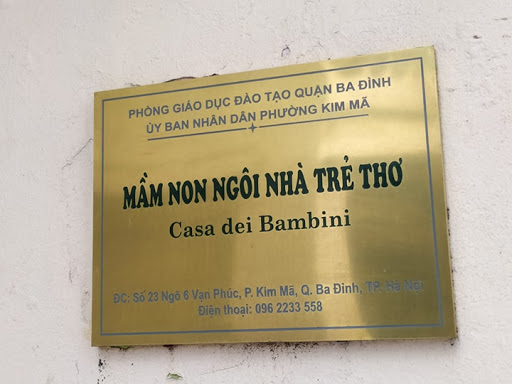 PHÒNG GIÁO DỤC ĐÀO TẠO QUẬN BA ĐÌNH
ỦY BAN NHÂN DÂN PHƯỜNG KIM MÃ
MẦM NON NGÔI NHÀ TRẺ THƠ
Casa dei Bambini
ĐC: Số 23 Ngõ 6 Vạn Phúc, P. Kim Mã, Q. Ba Đình, TP. Hà Nội
Điện thoại: 096 2233 558